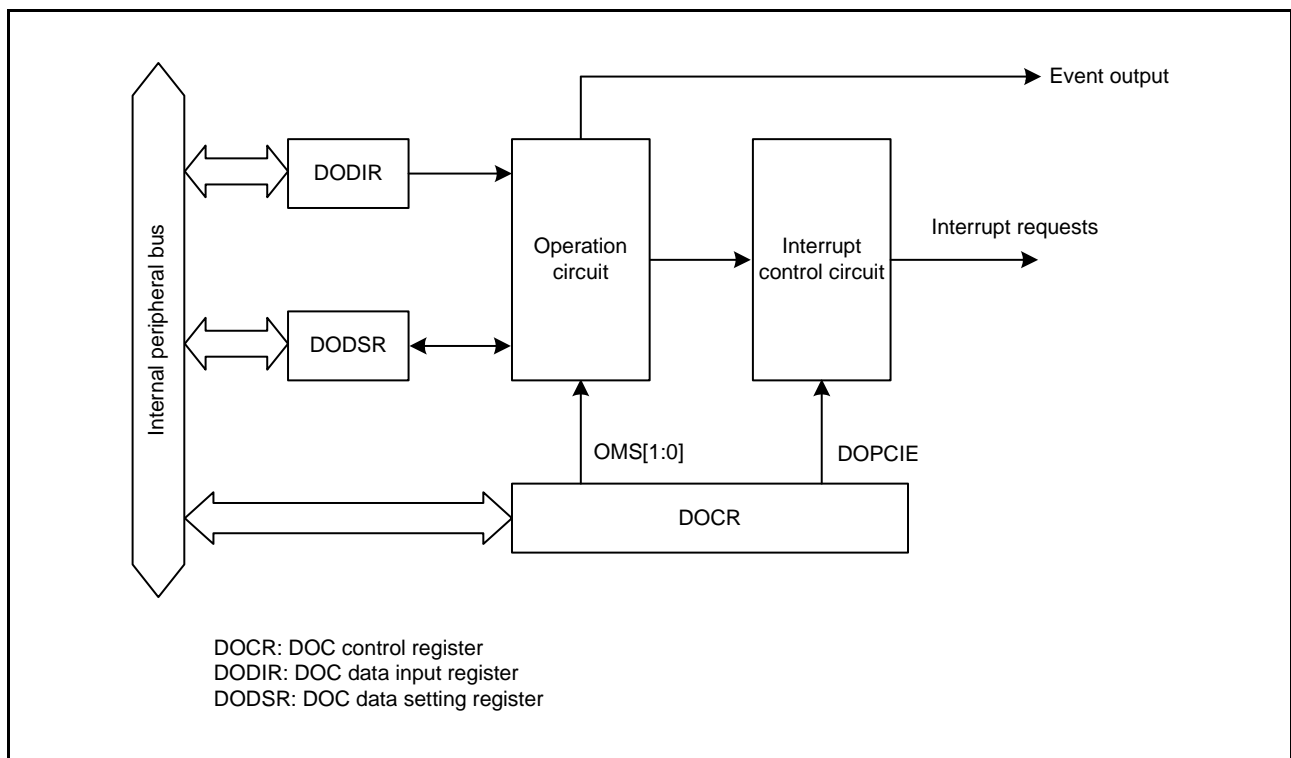 Event output
DODIR
Interrupt requests
Operation
circuit
Interrupt
control circuit
Internal peripheral bus
DODSR
OMS[1:0]
DOPCIE
DOCR
DOCR: DOC control register
DODIR: DOC data input register
DODSR: DOC data setting register